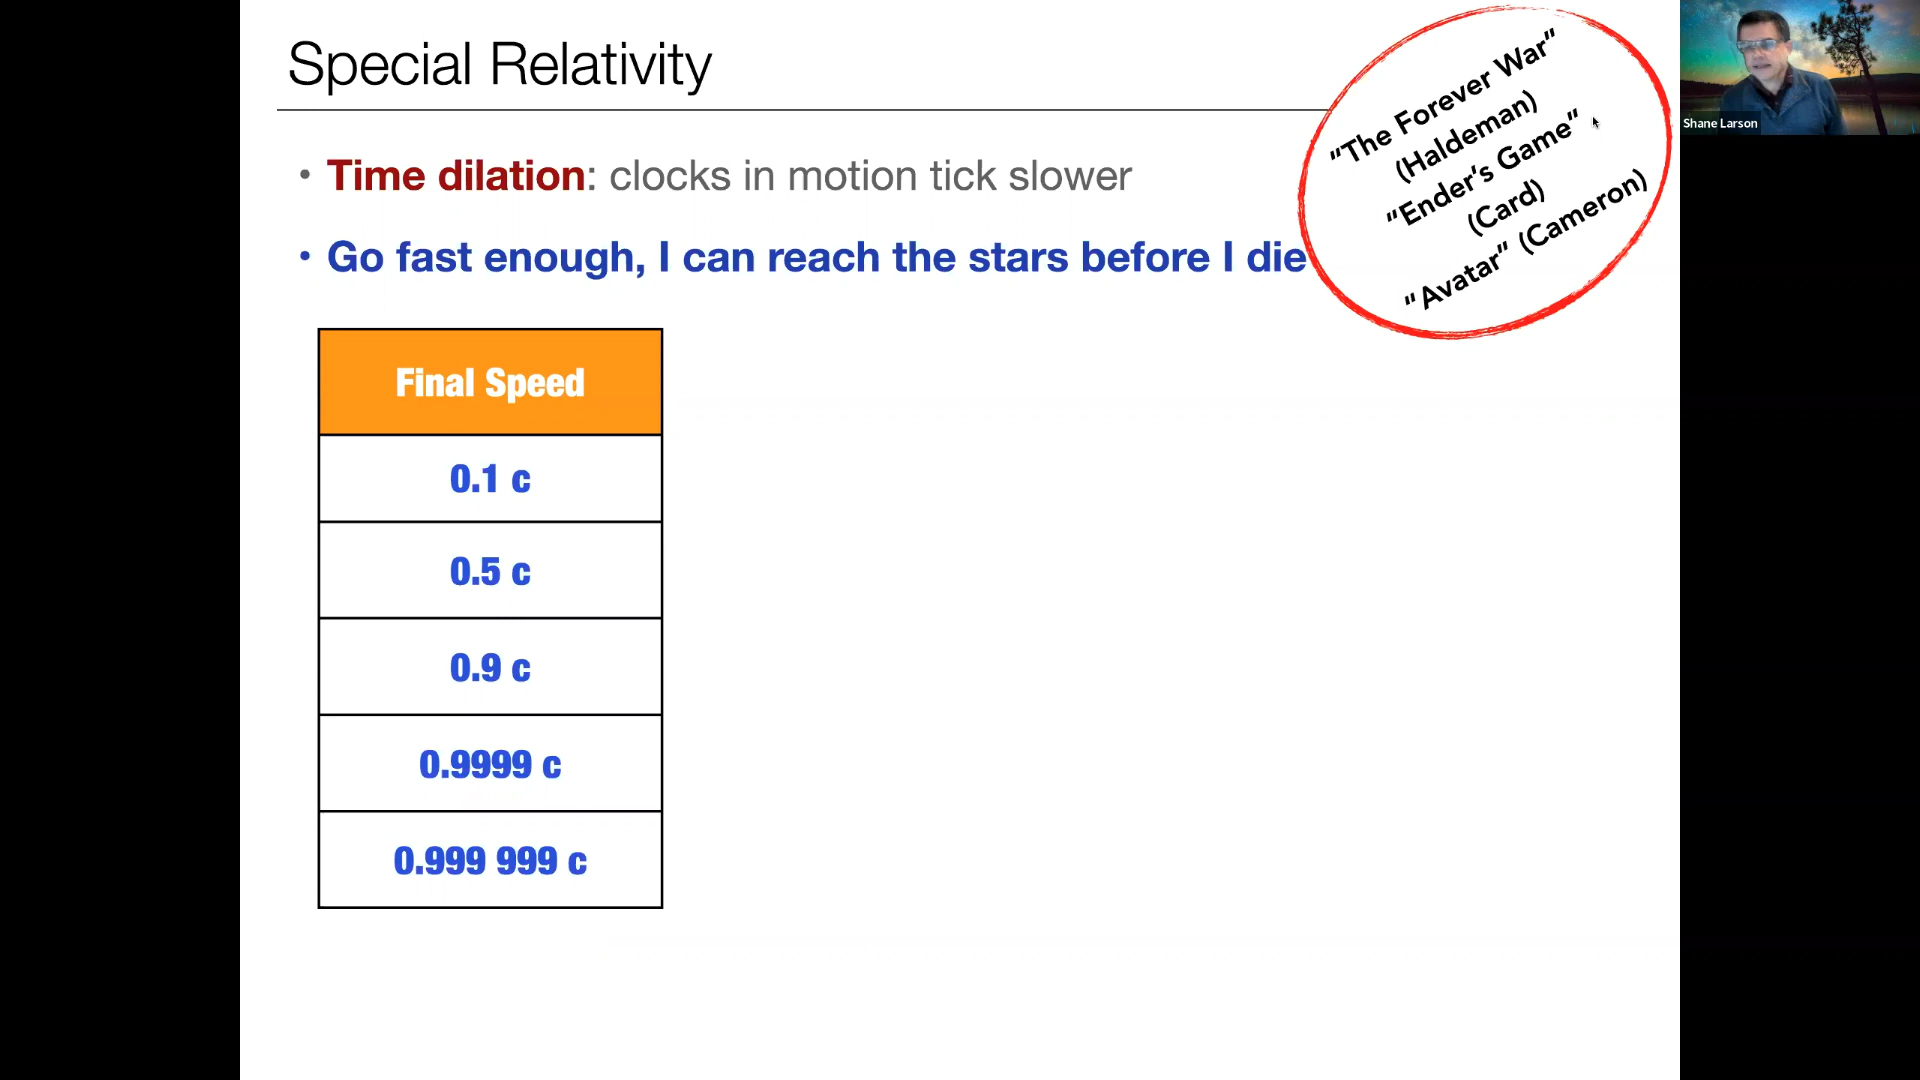 Special Relativity
“The Forever War”
(Haldeman)
“Ender’s Game”
(Card)
“Avatar” (Cameron)
Shane Larson
• Time dilation: clocks in motion tick slower
• Go fast enough, I can reach the stars before I die
Final Speed
0.1 c
0.5 c
0.9 c
0.9999 c
0.999 999 c